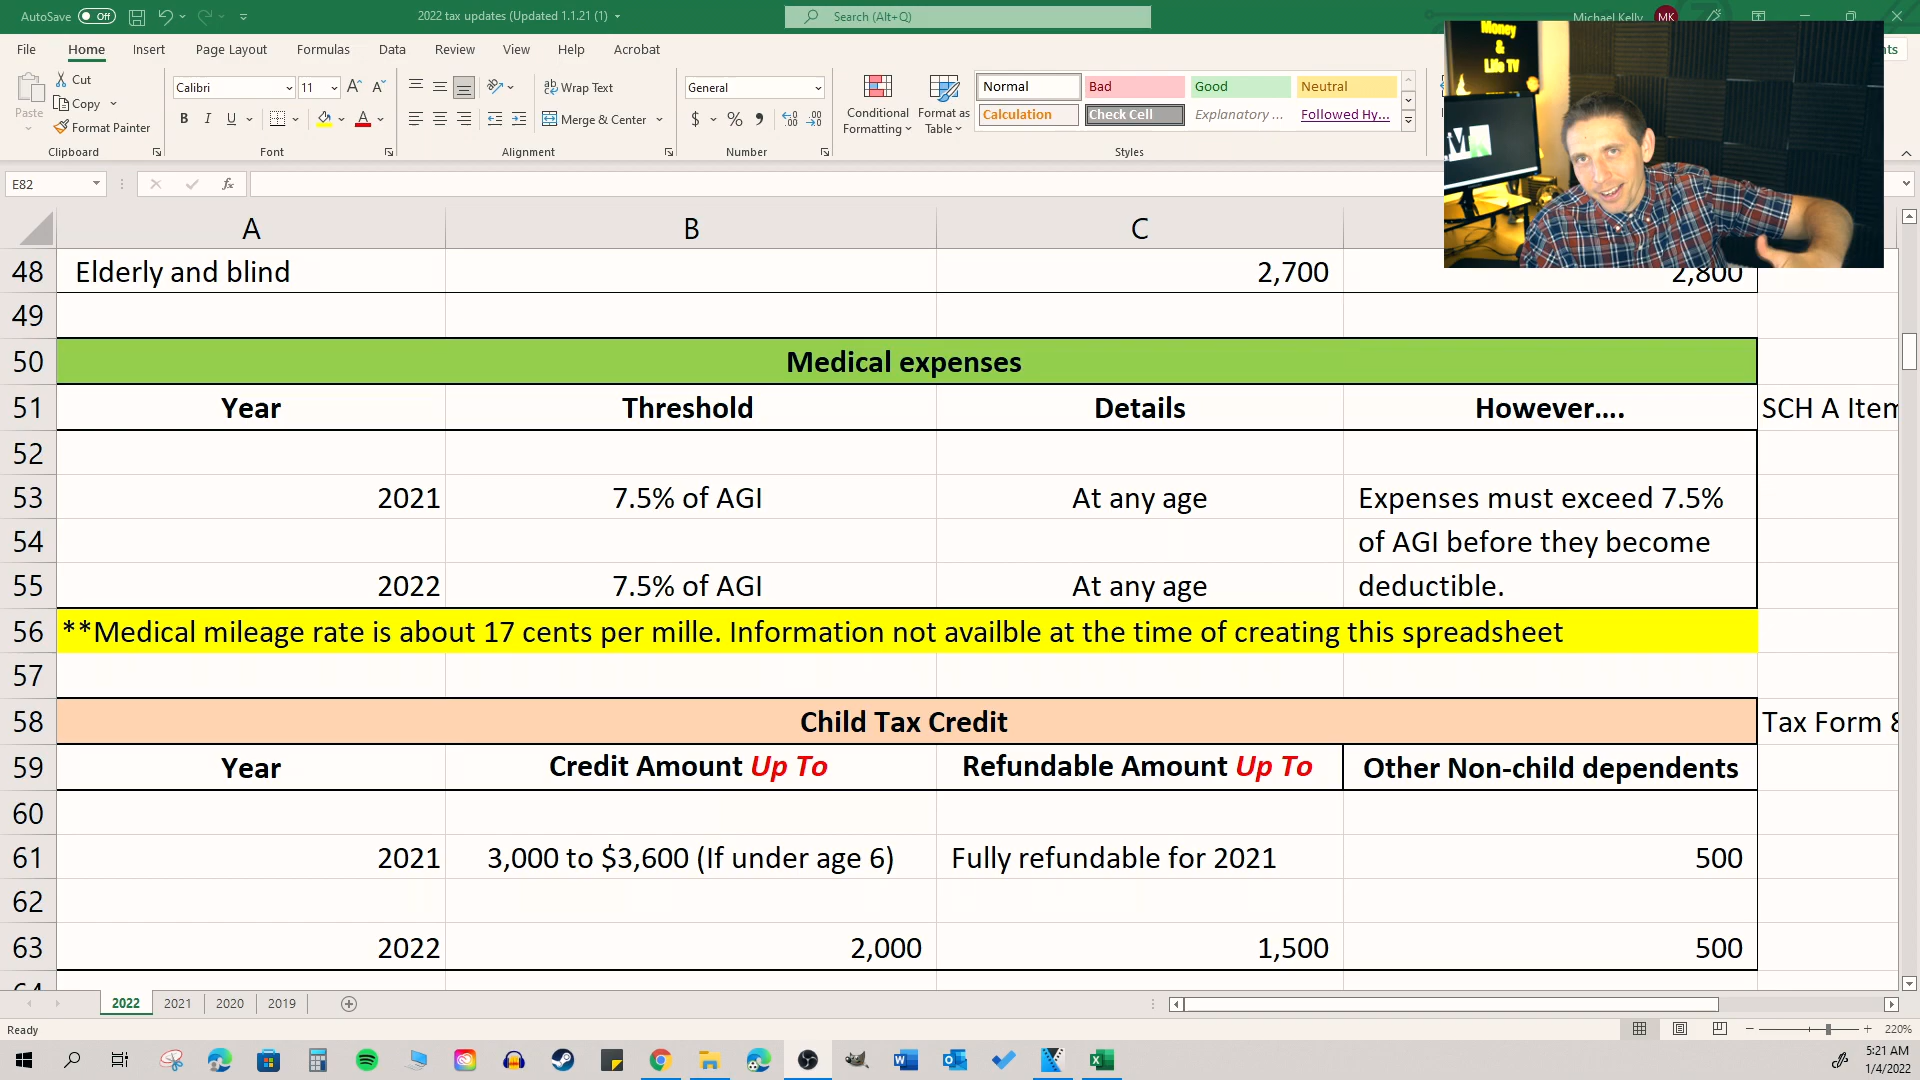 AutoSave Off 2022 tax updates (Updated 1.1.21 (1) Search (Alt+Q) Michael Kelly MK
File Home Insert Page Layout Formulas Data Review View Help Acrobat
Money
&
Life TV
Paste Cut Copy Format Painter
Calibri 11
B I U
Wrap Text
Merge & Center
General
$ %
Conditional Formatting
Format as Table
Normal Bad Good Neutral
Calculation Check Cell Explanatory ... Followed Hy...
Clipboard Font Alignment Number Styles
E82 fx
A B C
48 Elderly and blind 2,700 2,800
49
50 Medical expenses
51 Year Threshold Details However.... SCH A Item
52
53 2021 7.5% of AGI At any age Expenses must exceed 7.5%
54 of AGI before they become
55 2022 7.5% of AGI At any age deductible.
56 **Medical mileage rate is about 17 cents per mille. Information not availble at the time of creating this spreadsheet
57
58 Child Tax Credit Tax Form
59 Year Credit Amount Up To Refundable Amount Up To Other Non-child dependents
60
61 2021 3,000 to $3,600 (If under age 6) Fully refundable for 2021 500
62
63 2022 2,000 1,500 500
64
2022 2021 2020 2019
Ready 220%
5:21 AM
1/4/2022